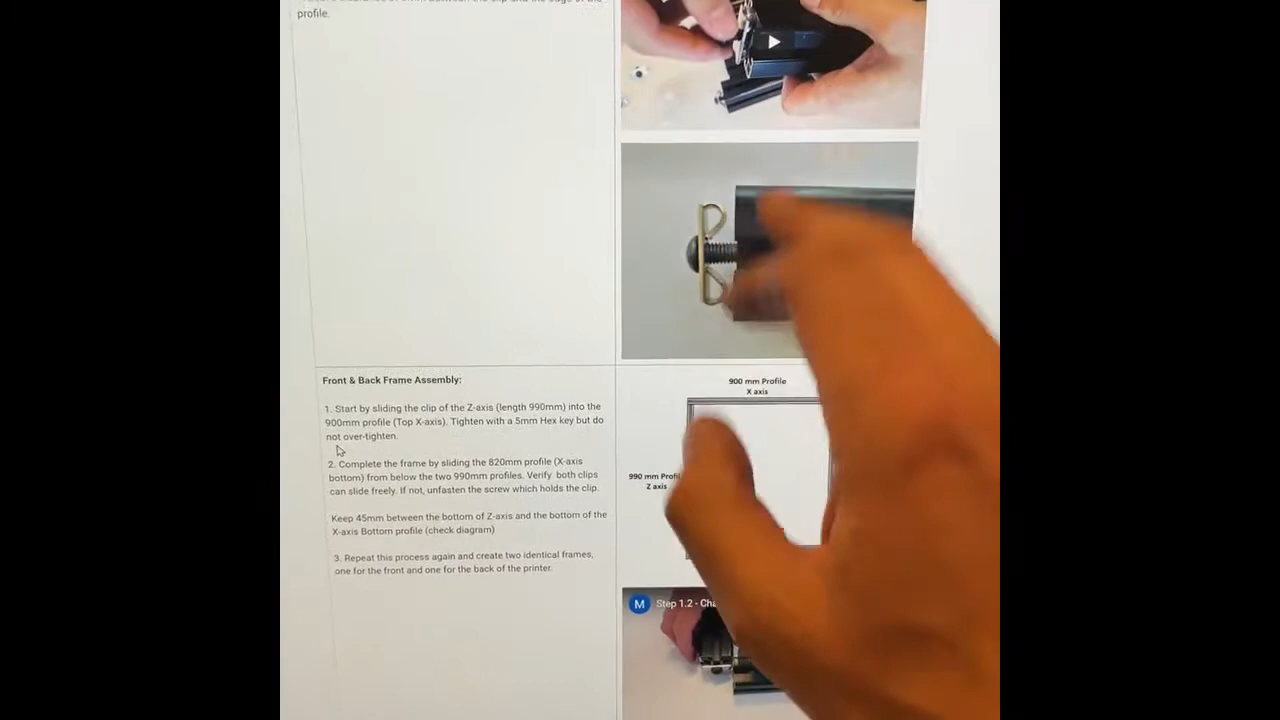 profile.
900 mm Profile
X axis
Front & Back Frame Assembly:
1. Start by sliding the clip of the Z-axis (length 990mm) into the
900mm profile (Top X-axis). Tighten with a 5mm Hex key but do
not over-tighten.
2. Complete the frame by sliding the 820mm profile (X-axis
bottom) from below the two 990mm profiles. Verify both clips
can slide freely. If not, unfasten the screw which holds the clip.
990 mm
Z axis
Keep 45mm between the bottom of Z-axis and the bottom of the
X-axis Bottom profile (check diagram)
3. Repeat this process again and create two identical frames,
one for the front and one for the back of the printer.
M Step 1.2 -